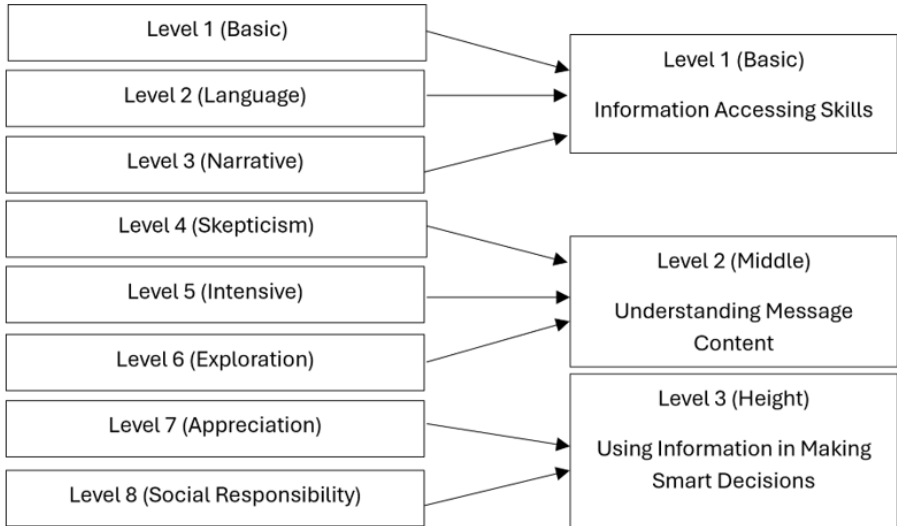 Level 1 (Basic)
Level 2 (Language)
Level 3 (Narrative)
Level 4 (Skepticism)
Level 5 (Intensive)
Level 6 (Exploration)
Level 7 (Appreciation)
Level 8 (Social Responsibility)
Level 1 (Basic)
Information Accessing Skills
Level 2 (Middle)
Understanding Message
Content
Level 3 (Height)
Using Information in Making
Smart Decisions